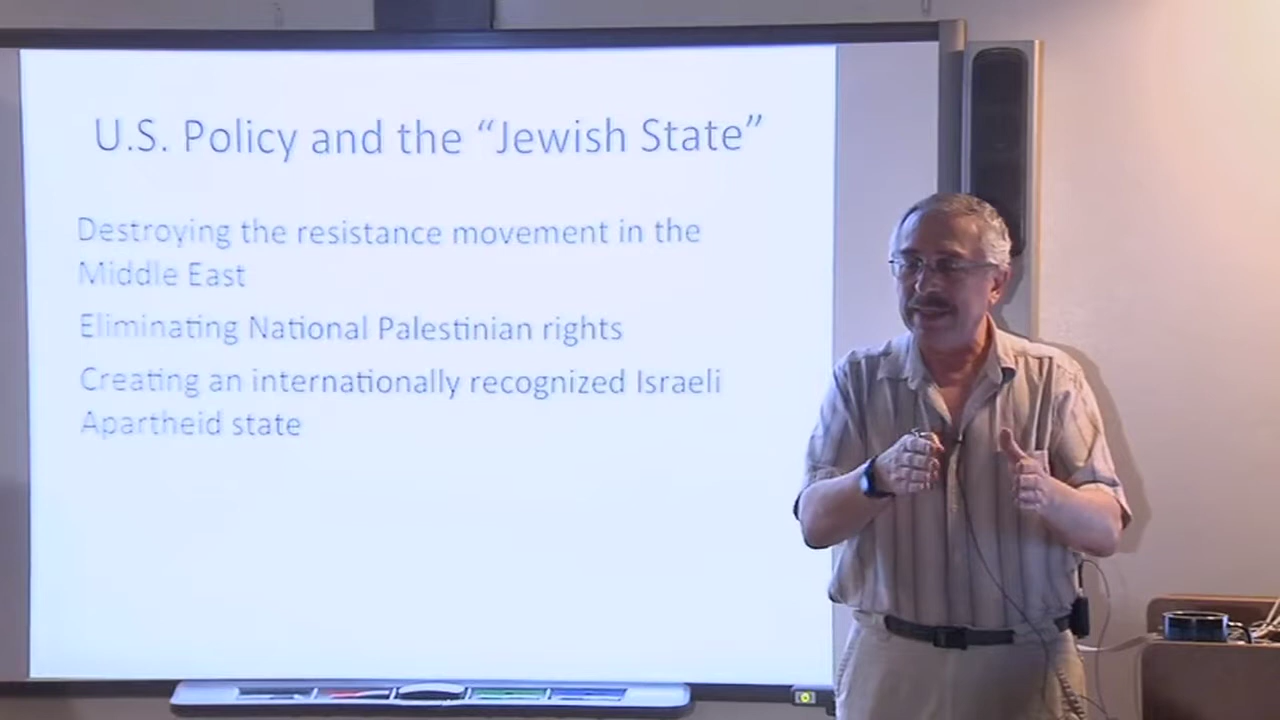 U.S. Policy and the “Jewish State”
Destroying the resistance movement in the
Middle East
Eliminating National Palestinian rights
Creating an internationally recognized Israeli
Apartheid state